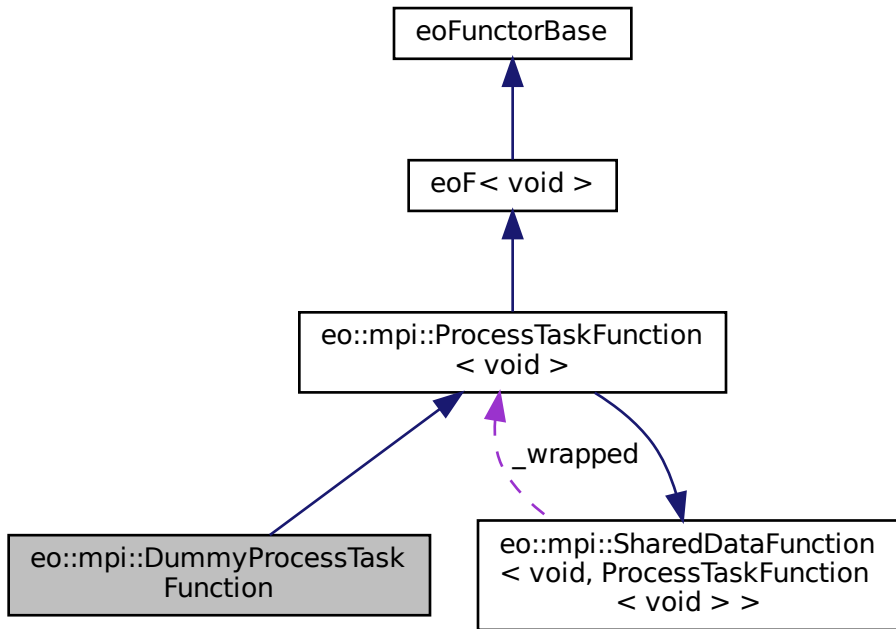 eoFunctorBase
eoF< void >
eo::mpi::ProcessTaskFunction
< void >
_wrapped
eo::mpi::DummyProcessTask
Function
eo::mpi::SharedDataFunction
< void, ProcessTaskFunction
< void > >